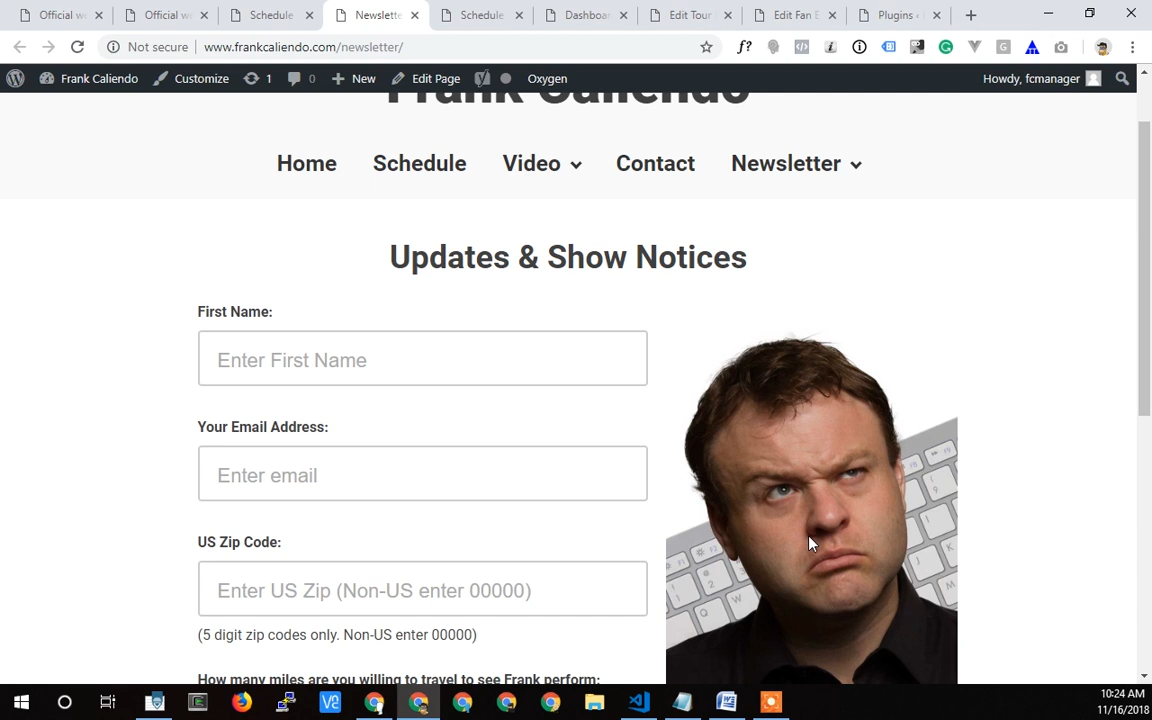 Official w
Official w
Schedule
Newslette
Schedule
Dashboar
Edit Tour
Edit Fan E
Plugins ‹
Not secure
www.frankcaliendo.com/newsletter/
f?
Frank Caliendo
Customize
1
0
New
Edit Page
Oxygen
Howdy, fcmanager
Frank Caliendo
Home
Schedule
Video
Contact
Newsletter
Updates & Show Notices
First Name:
Enter First Name
Your Email Address:
Enter email
US Zip Code:
Enter US Zip (Non-US enter 00000)
(5 digit zip codes only. Non-US enter 00000)
How many miles are you willing to travel to see Frank perform:
10:24 AM
11/16/2018